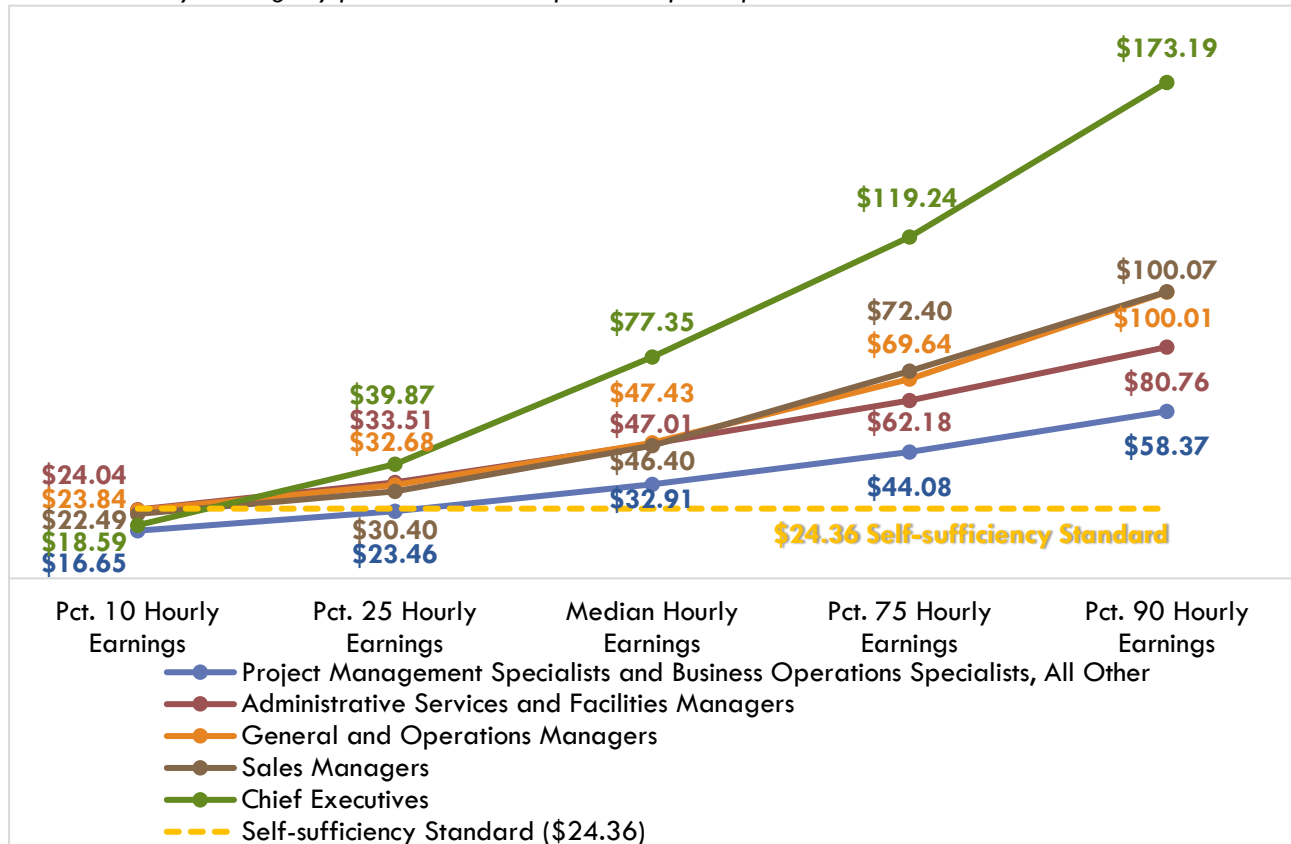 $173.19
$119.24
$100.07
$77.35
$72.40
$100.01
$69.64
$39.87
$47.43
$80.76
$33.51
$47.01
$62.18
$32.68
$58.37
$24.04
$46.40
$23.84
$32.91
$44.08
$22.49
$30.40
$24.36 Self-sufficiency Standard
$18.59
$23.46
$16.65
Pct. 10 Hourly
Earnings
Pct. 25 Hourly
Earnings
Median Hourly
Earnings
Pct. 75 Hourly
Earnings
Pct. 90 Hourly
Earnings
Project Management Specialists and Business Operations Specialists, All Other
Administrative Services and Facilities Managers
General and Operations Managers
Sales Managers
Chief Executives
Self-sufficiency Standard ($24.36)